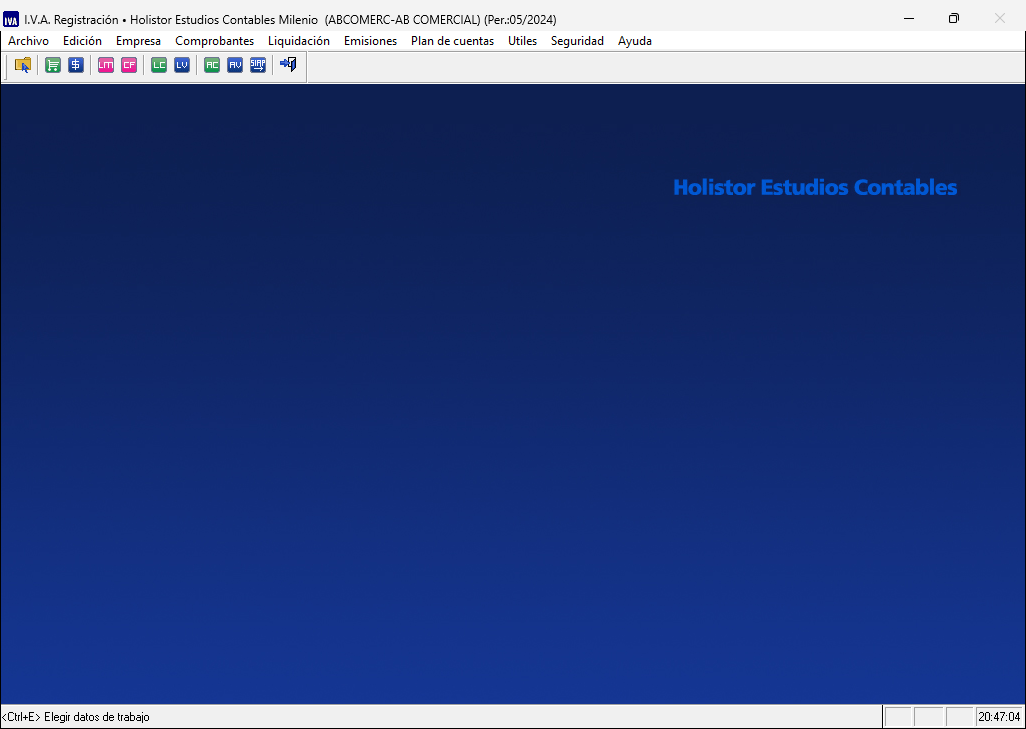 IVA I.V.A. Registración • Holistor Estudios Contables Milenio (ABCOMERC-AB COMERCIAL) (Per.:05/2024)
Archivo Edición Empresa Comprobantes Liquidación Emisiones Plan de cuentas Utiles Seguridad Ayuda
$ LM CF LC LV AC AV SIAP
Holistor Estudios Contables
<Ctrl+E> Elegir datos de trabajo 20:47:04